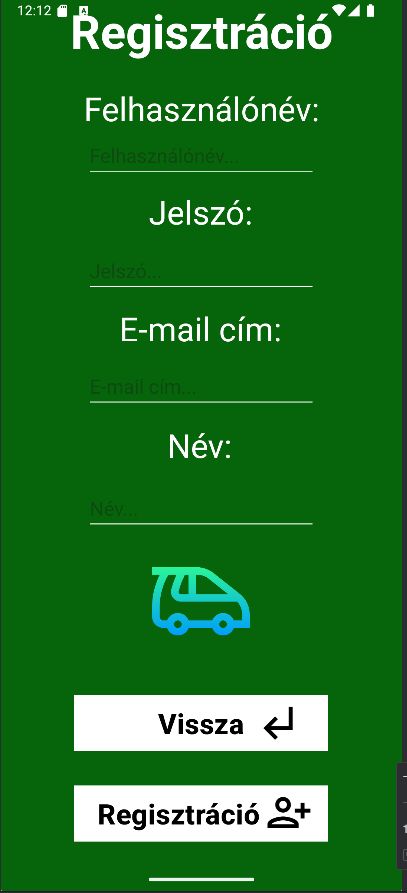 12:12
Regisztráció
Felhasználónév:
Felhasználónév...
Jelszó:
Jelszó...
E-mail cím:
E-mail cím...
Név:
Név...
Vissza
Regisztráció